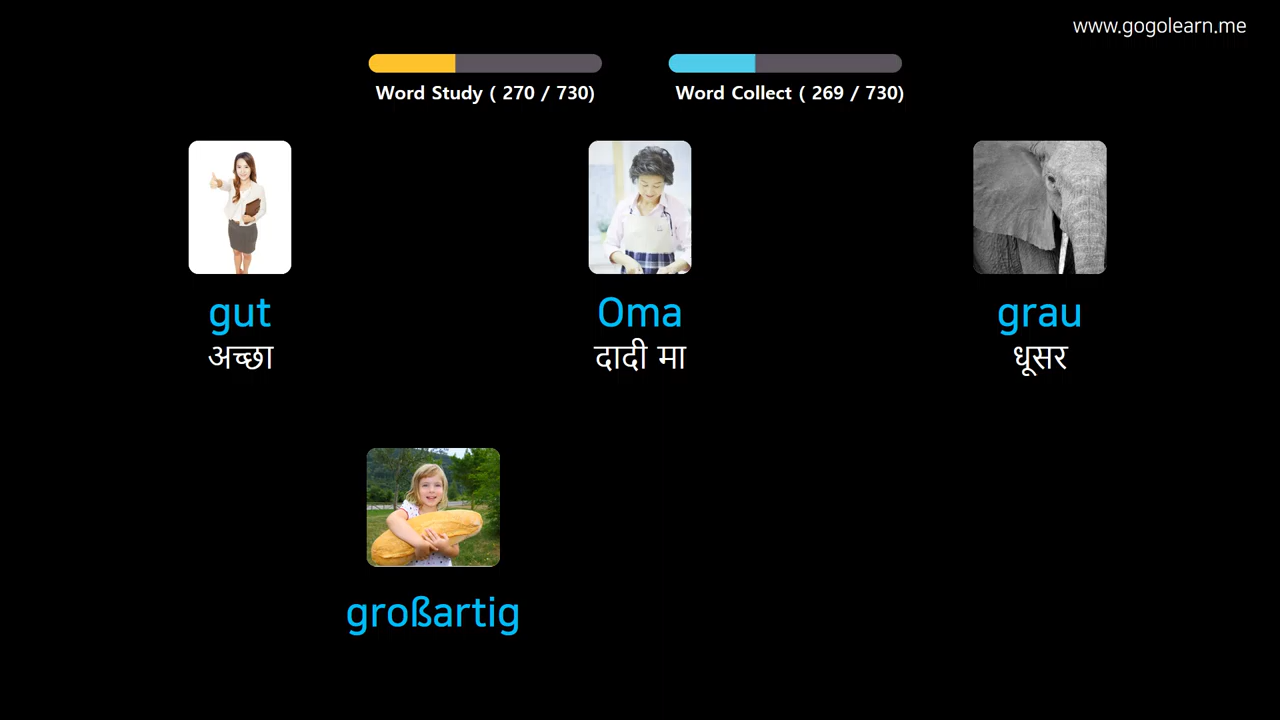 www.gogolearn.me
Word Study ( 270 / 730)
Word Collect ( 269 / 730)
gut
Oma
grau
अच्छा
दादी मा
धूसर
großartig